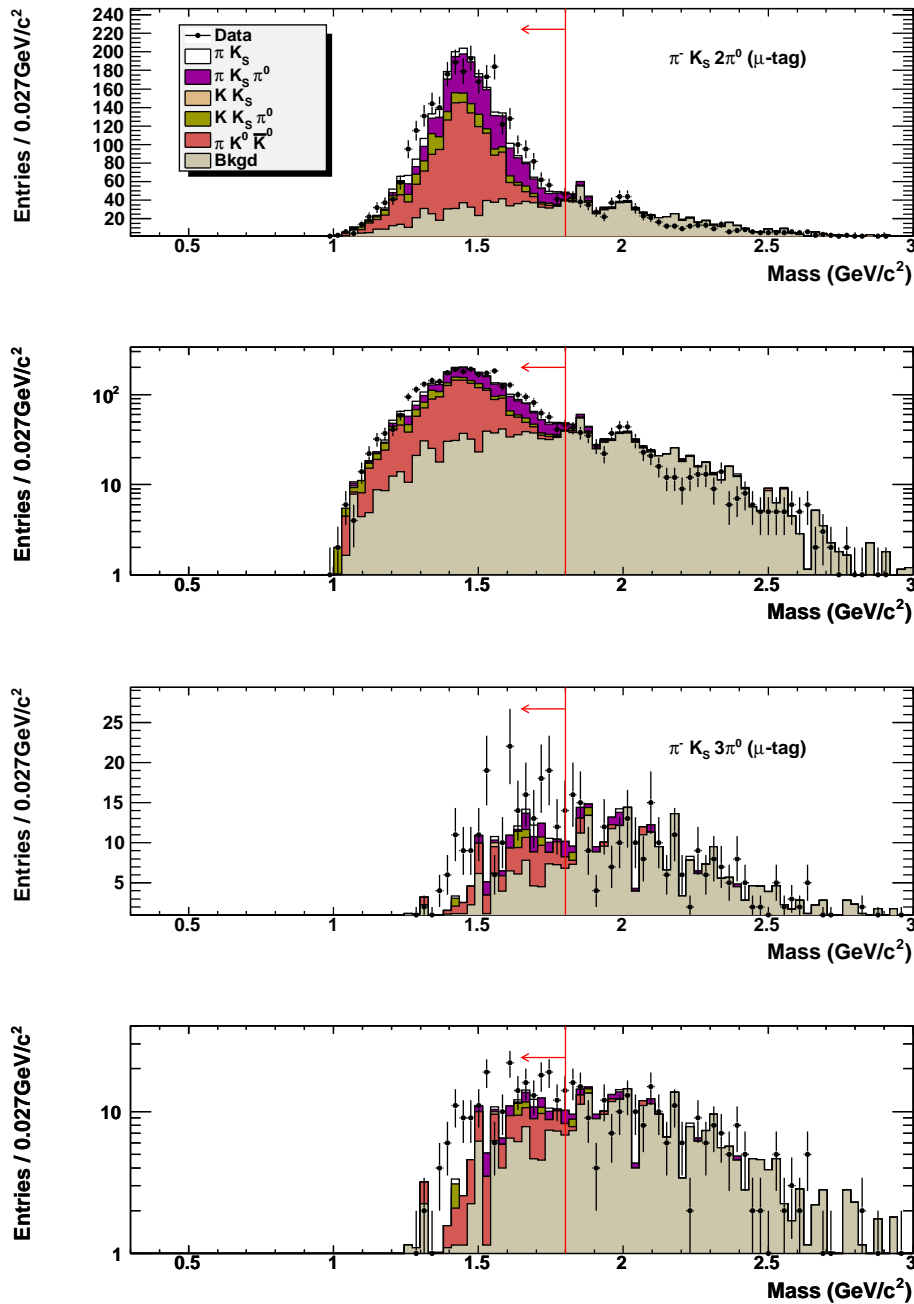 240
220
200
180
160
140
120
100
80
60
40
20
Entries / 0.027GeV/c²
Data
π K_S
π K_S π⁰
K K_S
K K_S π⁰
π K⁰ K̅⁰
Bkgd
π⁻ K_S 2π⁰ (μ-tag)
0.5 1 1.5 2 2.5 3
Mass (GeV/c²)
10²
10
1
Entries / 0.027GeV/c²
0.5 1 1.5 2 2.5 3
Mass (GeV/c²)
25
20
15
10
5
Entries / 0.027GeV/c²
π⁻ K_S 3π⁰ (μ-tag)
0.5 1 1.5 2 2.5 3
Mass (GeV/c²)
10
1
Entries / 0.027GeV/c²
0.5 1 1.5 2 2.5 3
Mass (GeV/c²)